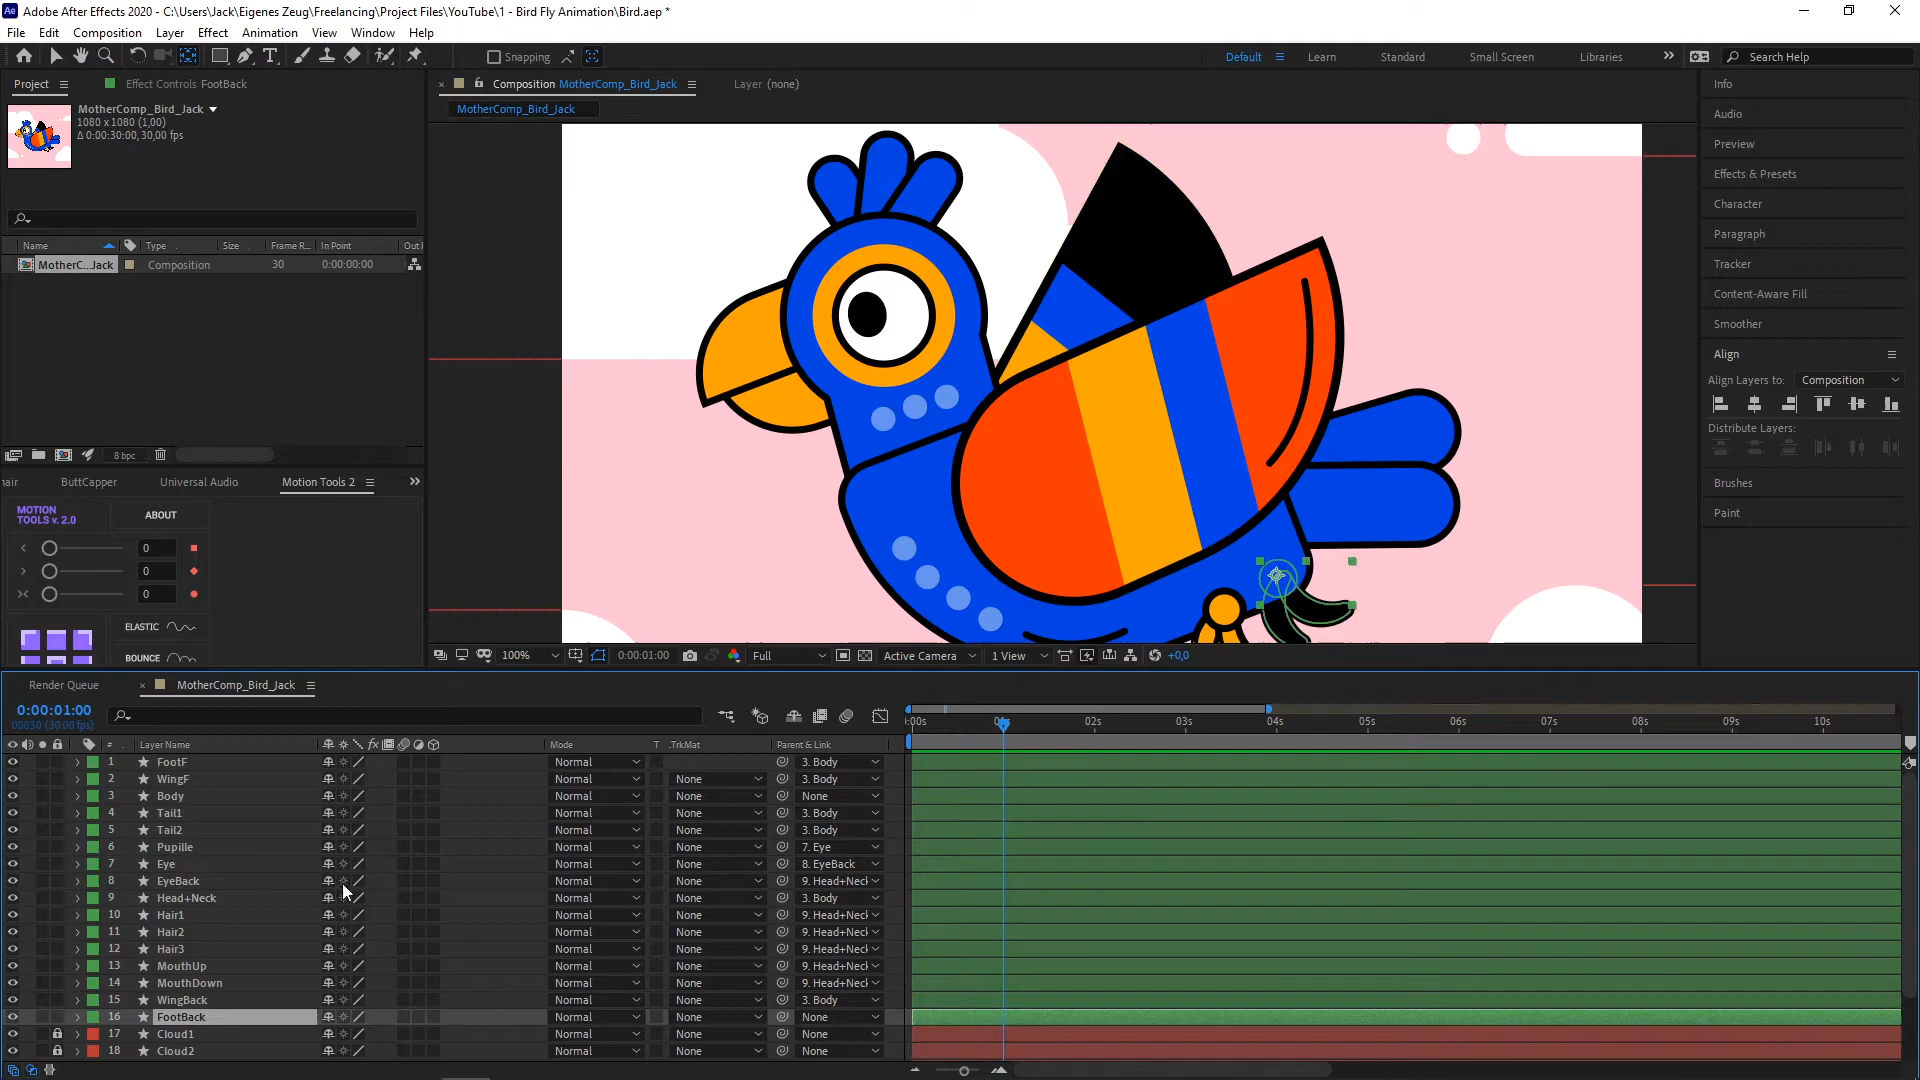 Ae Adobe After Effects 2020 - C:\Users\Jack\Eigenes Zeug\Freelancing\Project Files\YouTube\1 - Bird Fly Animation\Bird.aep *
File Edit Composition Layer Effect Animation View Window Help
Snapping Default Learn Standard Small Screen Libraries Search Help
Project Effect Controls FootBack
MotherComp_Bird_Jack
1080 x 1080 (1,00)
Δ 0:00:30:00, 30,00 fps
Name Type Size Frame R... In Point Out
MotherC...Jack Composition 30 0:00:00:00
8 bpc
hair ButtCapper Universal Audio Motion Tools 2
MOTION
TOOLS v. 2.0
ABOUT
0
0
0
ELASTIC
BOUNCE
Composition MotherComp_Bird_Jack Layer (none)
MotherComp_Bird_Jack
100% 0:00:01:00 Full Active Camera 1 View +0,0
Info
Audio
Preview
Effects & Presets
Character
Paragraph
Tracker
Content-Aware Fill
Smoother
Align
Align Layers to: Composition
Distribute Layers:
Brushes
Paint
Render Queue MotherComp_Bird_Jack
0:00:01:00
00030 (30.00 fps)
:00s 02s 03s 04s 05s 06s 07s 08s 09s 10s
# Layer Name fx Mode T .TrkMat Parent & Link
1 FootF Normal 3. Body
2 WingF Normal None 3. Body
3 Body Normal None None
4 Tail1 Normal None 3. Body
5 Tail2 Normal None 3. Body
6 Pupille Normal None 7. Eye
7 Eye Normal None 8. EyeBack
8 EyeBack Normal None 9. Head+Neck
9 Head+Neck Normal None 3. Body
10 Hair1 Normal None 9. Head+Neck
11 Hair2 Normal None 9. Head+Neck
12 Hair3 Normal None 9. Head+Neck
13 MouthUp Normal None 9. Head+Neck
14 MouthDown Normal None 9. Head+Neck
15 WingBack Normal None 3. Body
16 FootBack Normal None None
17 Cloud1 Normal None None
18 Cloud2 Normal None None